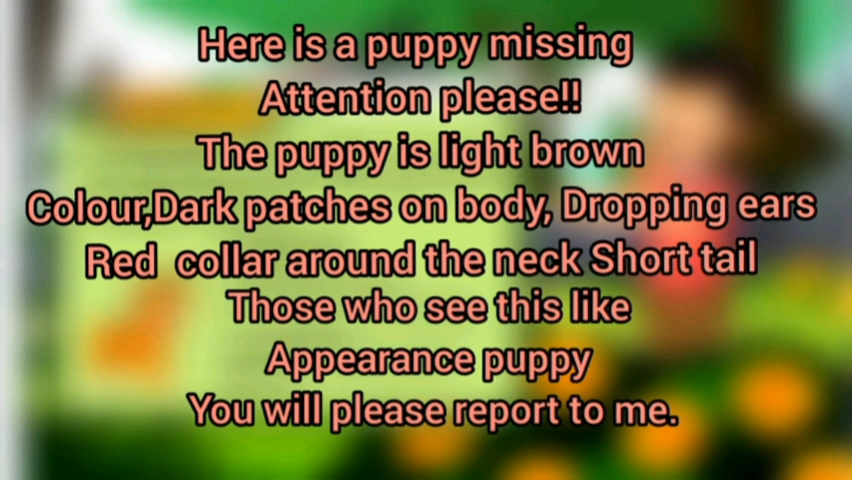 Here is a puppy missing
Attention please!!
The puppy is light brown
Colour,Dark patches on body, Dropping ears
Red collar around the neck Short tail
Those who see this like
Appearance puppy
You will please report to me.